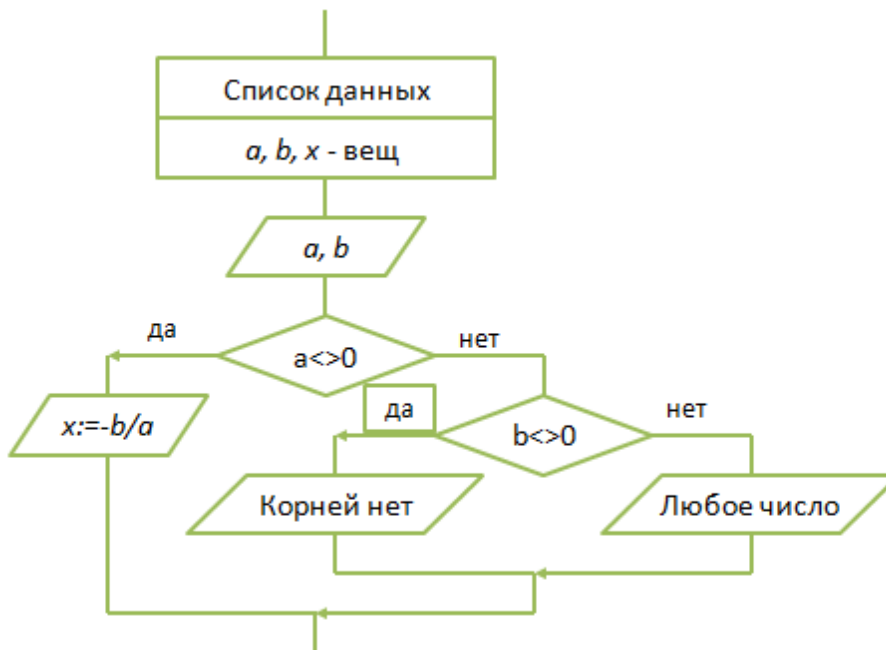 Список данных
a, b, x - вещ
a, b
да
a<>0
нет
x:=-b/a
да
b<>0
нет
Корней нет
Любое число